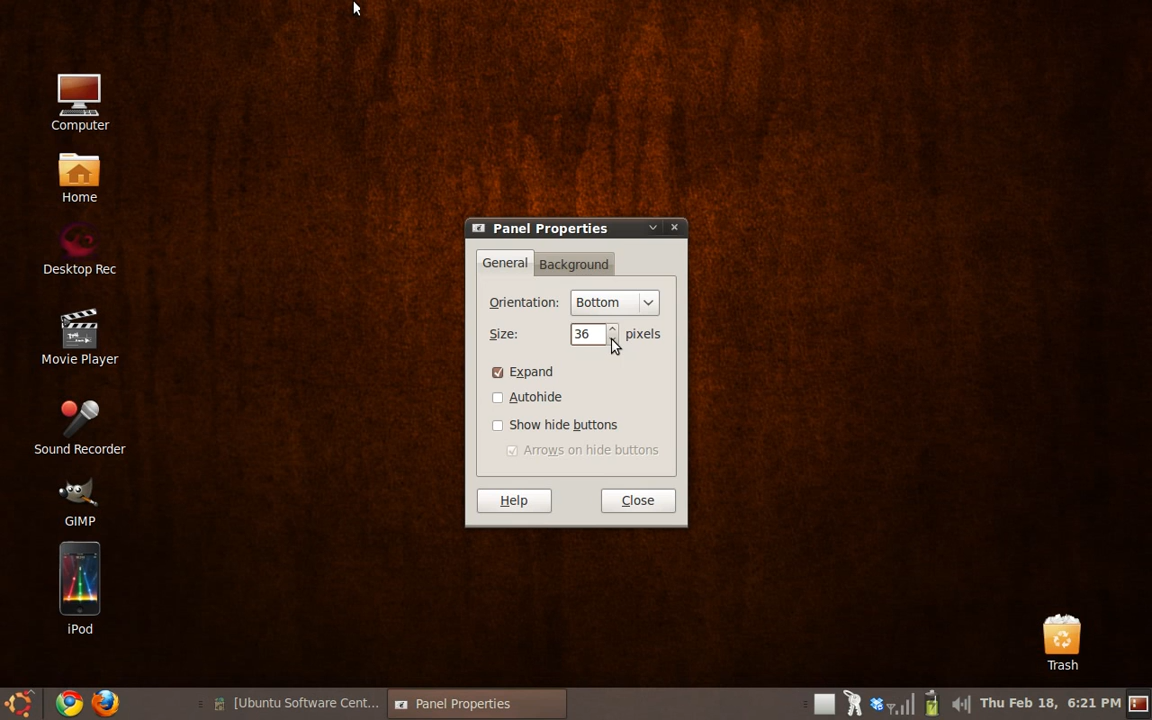 Computer
Home
Desktop Rec
Movie Player
Sound Recorder
GIMP
iPod
Panel Properties
General
Background
Orientation:
Bottom
Size:
36
pixels
Expand
Autohide
Show hide buttons
Arrows on hide buttons
Help
Close
Trash
[Ubuntu Software Cent...
Panel Properties
Thu Feb 18, 6:21 PM